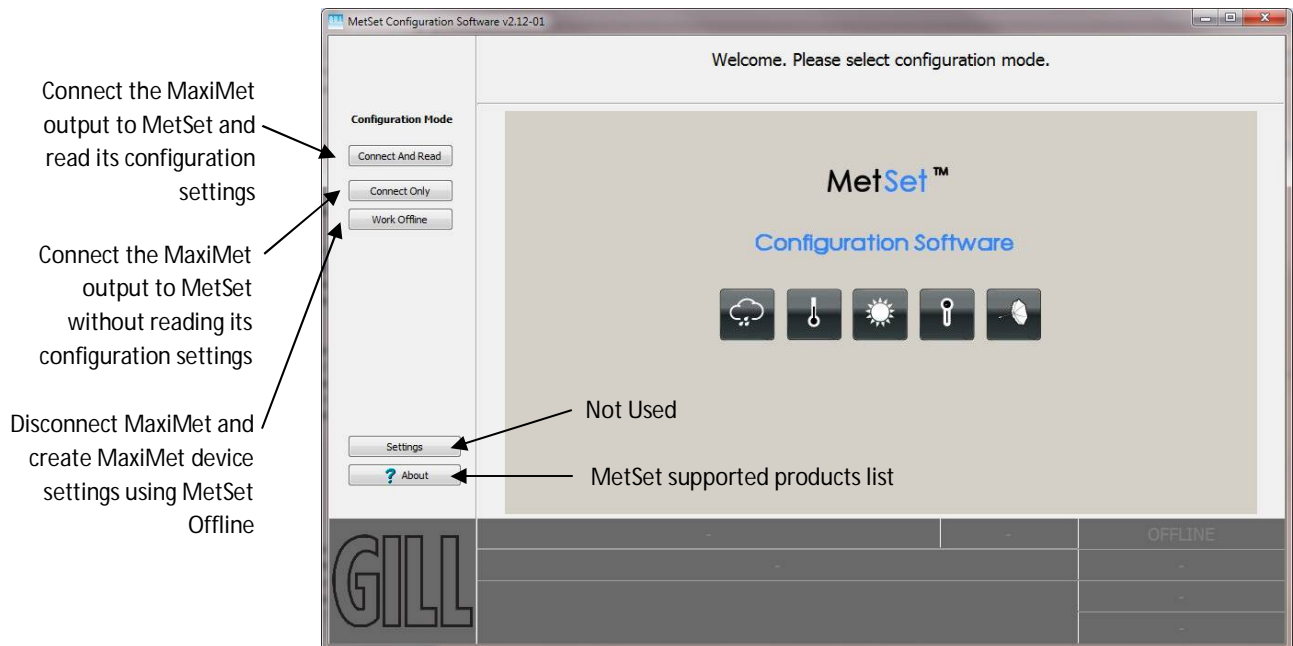 MetSet Configuration Software v2.12-01
Welcome. Please select configuration mode.
Connect the MaxiMet
output to MetSet and
read its configuration
settings
Connect the MaxiMet
output to MetSet
without reading its
configuration settings
Disconnect MaxiMet and
create MaxiMet device
settings using MetSet
Offline
Configuration Mode
Connect And Read
Connect Only
Work Offline
MetSet™
Configuration Software
Not Used
MetSet supported products list
Settings
? About
GILL
- - OFFLINE
- -
-
-